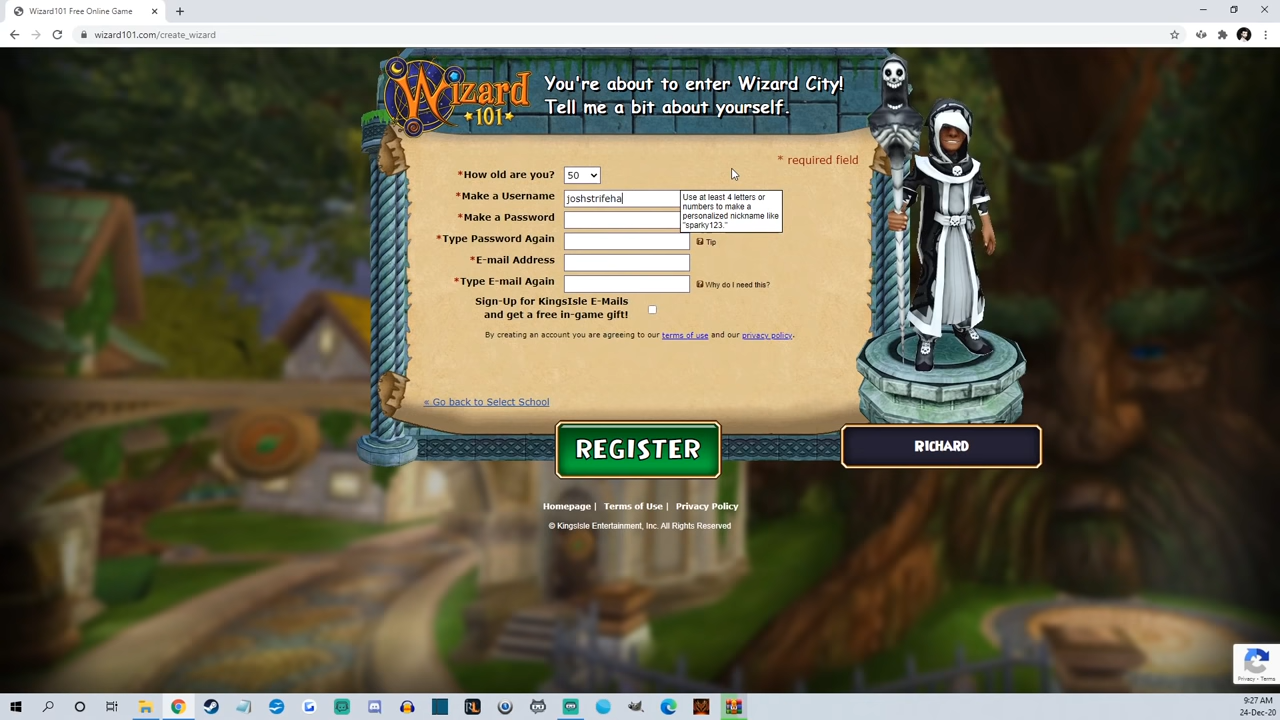 Wizard101 Free Online Game
wizard101.com/create_wizard
Wizard
101
You're about to enter Wizard City!
Tell me a bit about yourself.
* required field
*How old are you? 50
*Make a Username joshstrifeha
Use at least 4 letters or
numbers to make a
personalized nickname like
"sparky123."
*Make a Password
*Type Password Again Tip
*E-mail Address
*Type E-mail Again Why do I need this?
Sign-Up for KingsIsle E-Mails
and get a free in-game gift!
By creating an account you are agreeing to our terms of use and our privacy policy.
« Go back to Select School
REGISTER
RICHARD
Homepage | Terms of Use | Privacy Policy
© KingsIsle Entertainment, Inc. All Rights Reserved
Privacy - Terms
9:27 AM
24-Dec-20